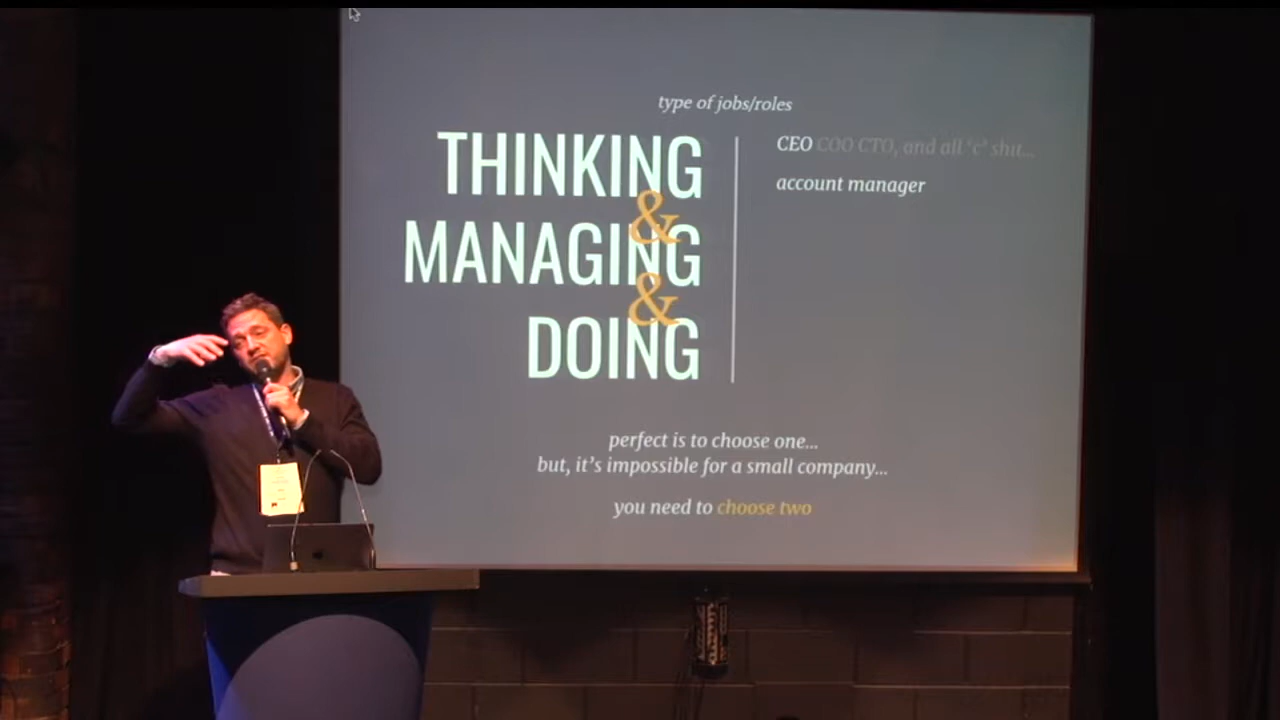 type of jobs/roles
THINKING
&
MANAGING
&
DOING
CEO COO CTO, and all 'c' shit...
account manager
perfect is to choose one...
but, it's impossible for a small company...
you need to choose two